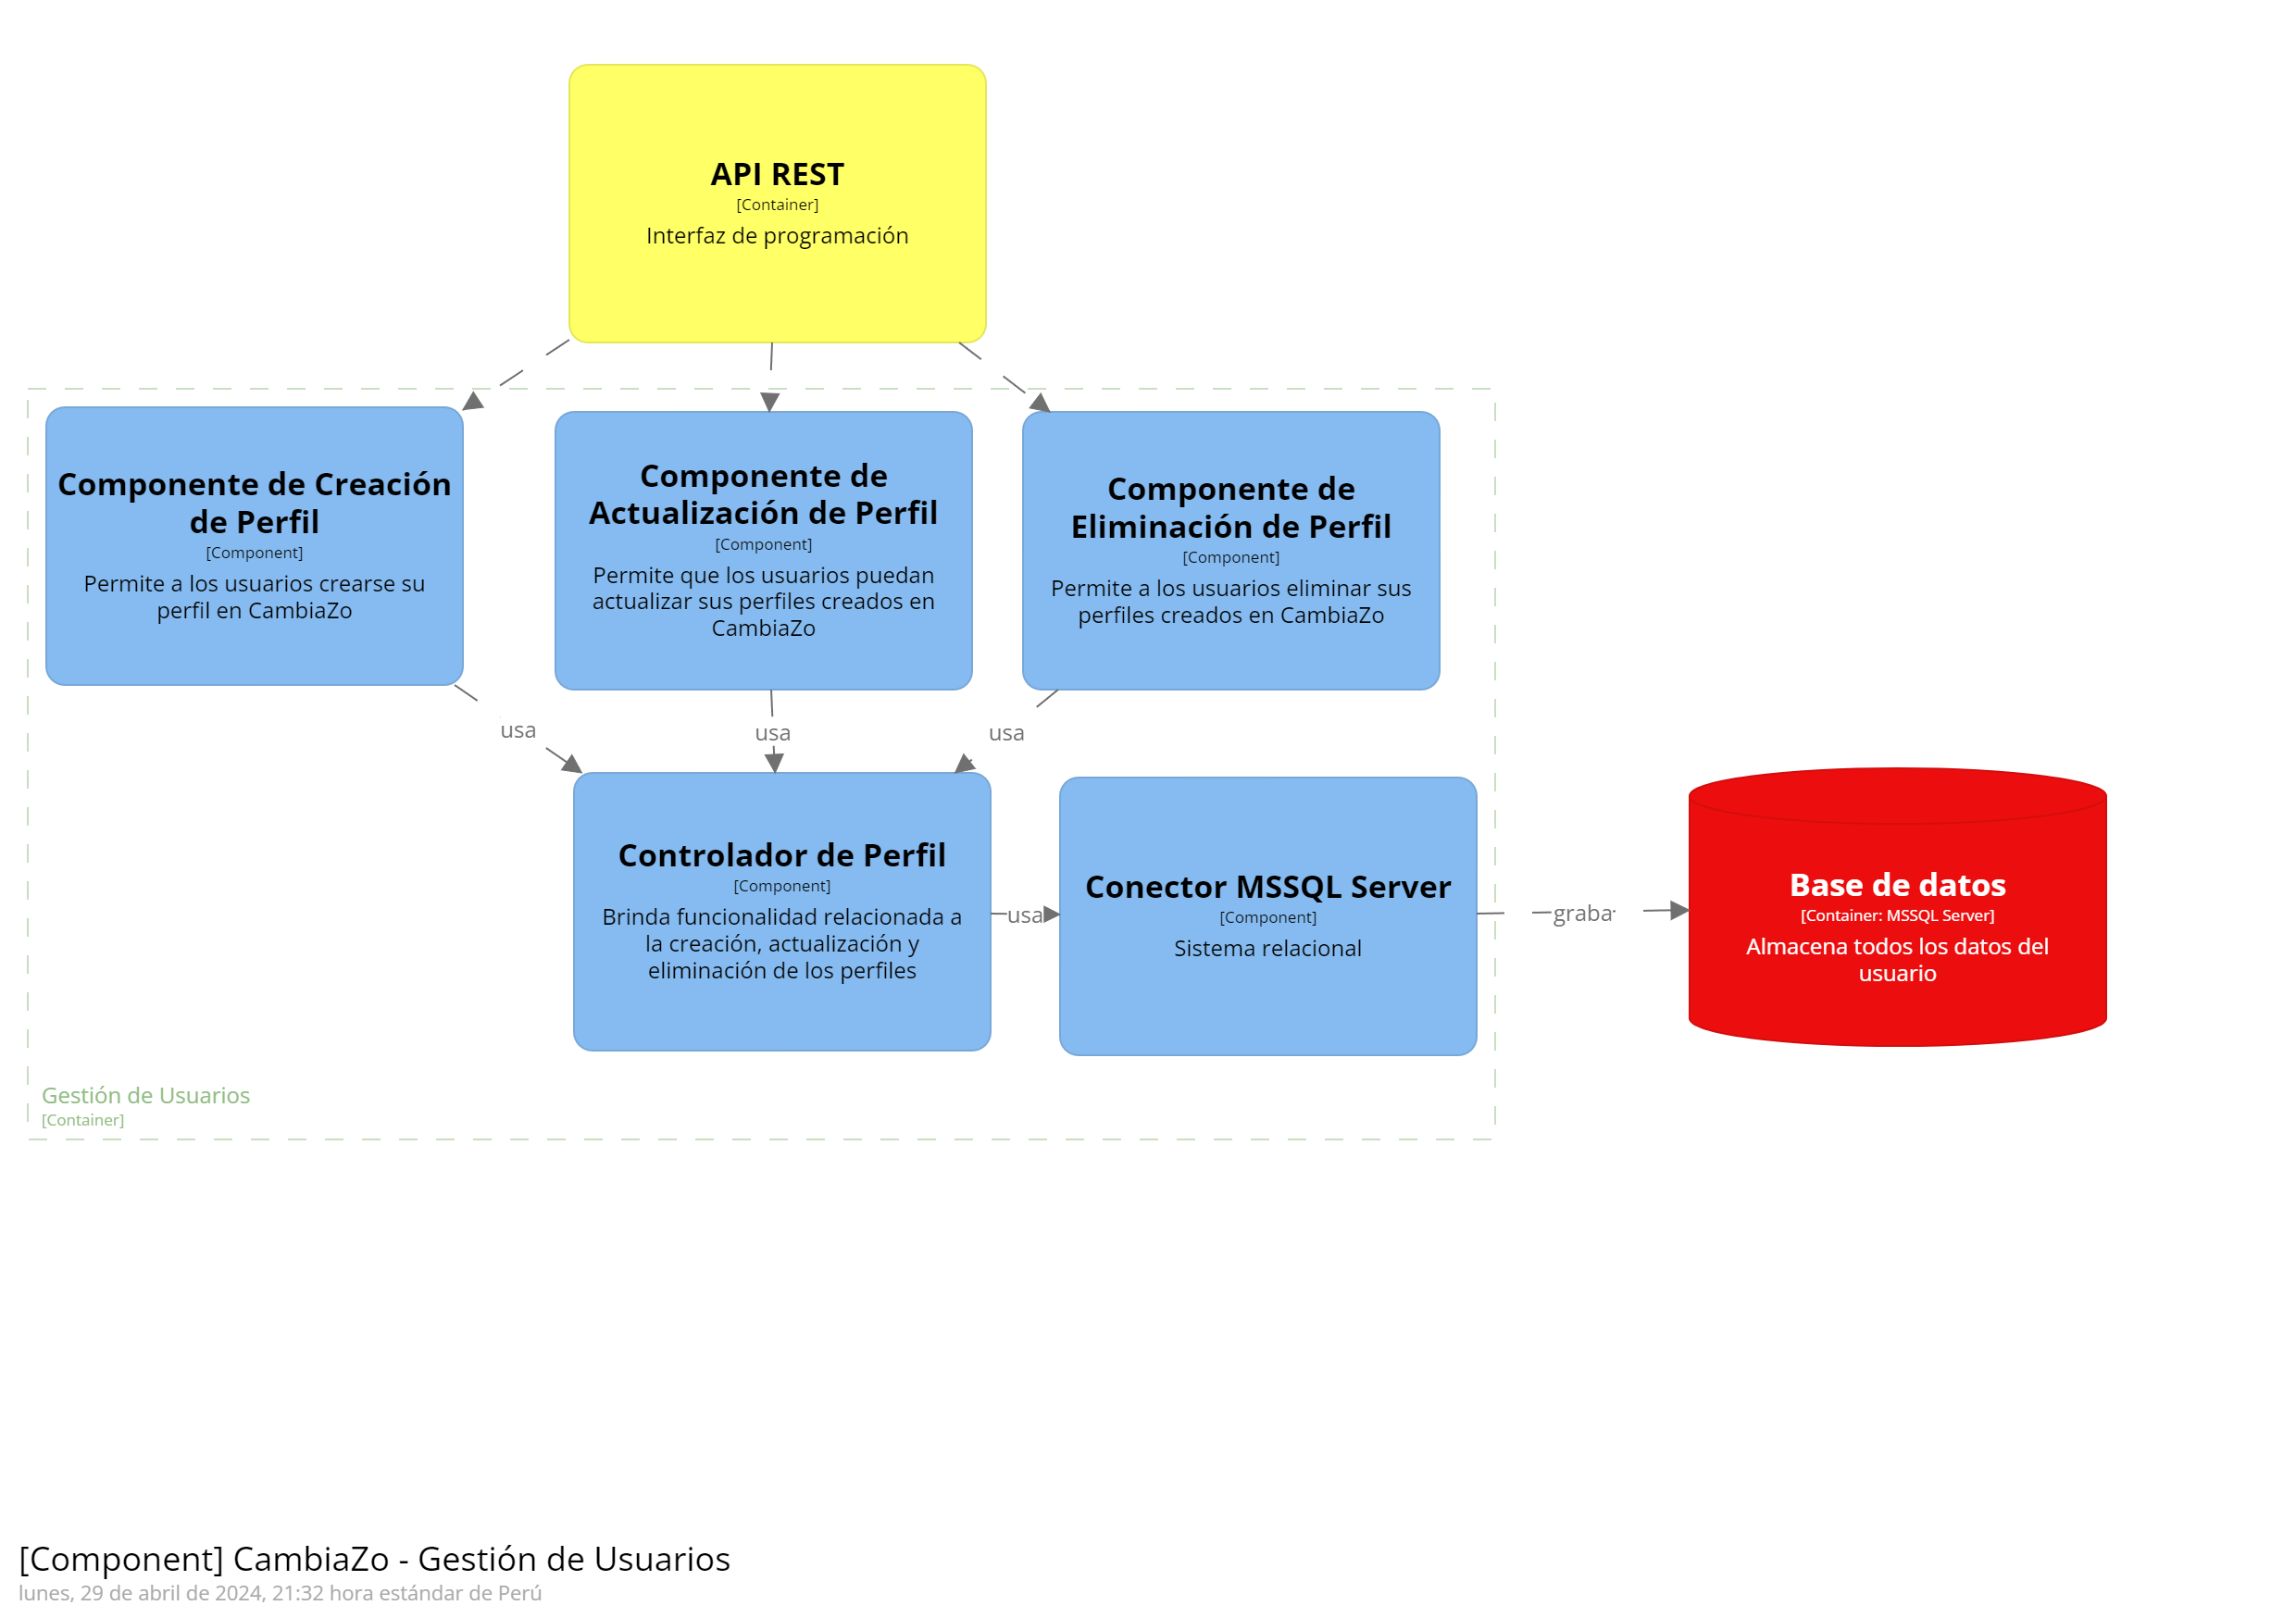 API REST
[Container]
Interfaz de programación
Componente de Creación
de Perfil
[Component]
Permite a los usuarios crearse su
perfil en CambiaZo
Componente de
Actualización de Perfil
[Component]
Permite que los usuarios puedan
actualizar sus perfiles creados en
CambiaZo
Componente de
Eliminación de Perfil
[Component]
Permite a los usuarios eliminar sus
perfiles creados en CambiaZo
usa
usa
usa
Controlador de Perfil
[Component]
Brinda funcionalidad relacionada a
la creación, actualización y
eliminación de los perfiles
usa
Conector MSSQL Server
[Component]
Sistema relacional
graba
Base de datos
[Container: MSSQL Server]
Almacena todos los datos del
usuario
Gestión de Usuarios
[Container]
[Component] CambiaZo - Gestión de Usuarios
lunes, 29 de abril de 2024, 21:32 hora estándar de Perú